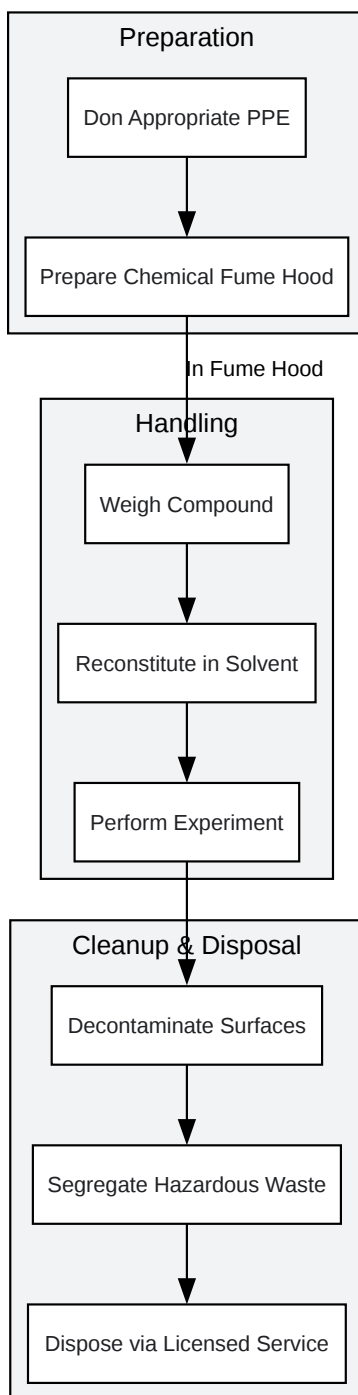 Preparation
Don Appropriate PPE
Prepare Chemical Fume Hood
In Fume Hood
Handling
Weigh Compound
Reconstitute in Solvent
Perform Experiment
Cleanup & Disposal
Decontaminate Surfaces
Segregate Hazardous Waste
Dispose via Licensed Service